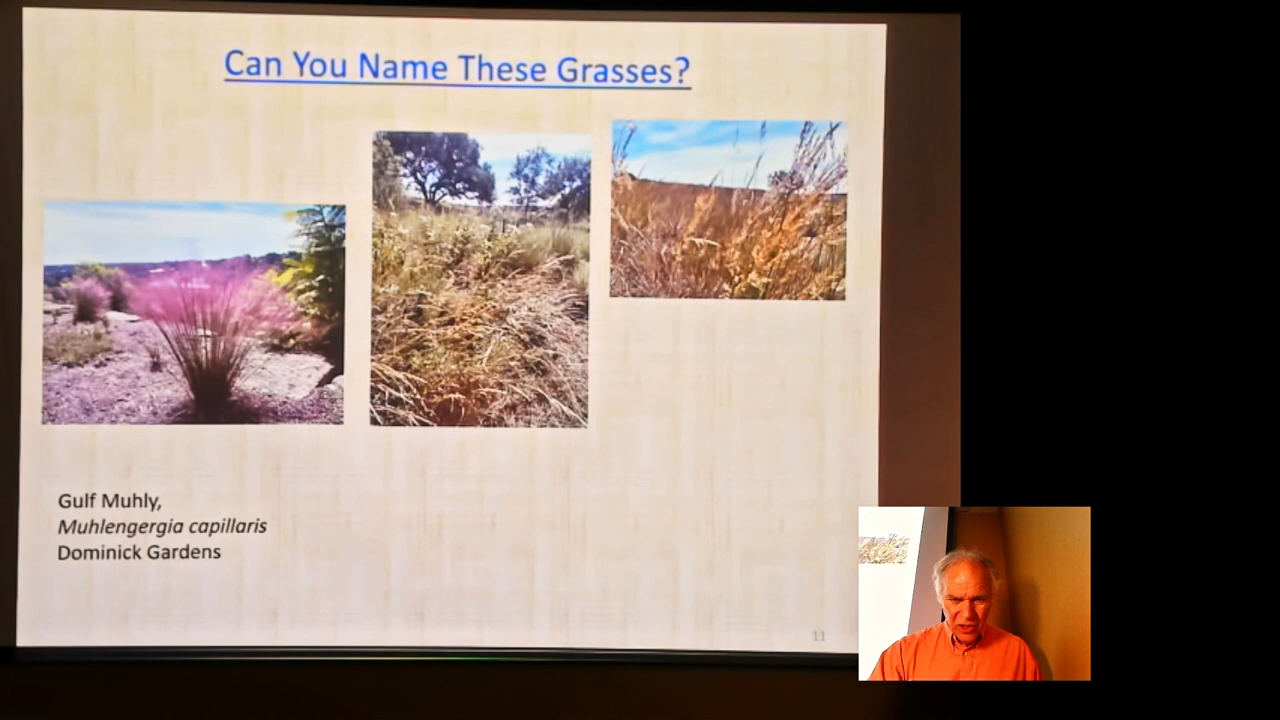 Can You Name These Grasses?
Gulf Muhly,
Muhlengergia capillaris
Dominick Gardens
11